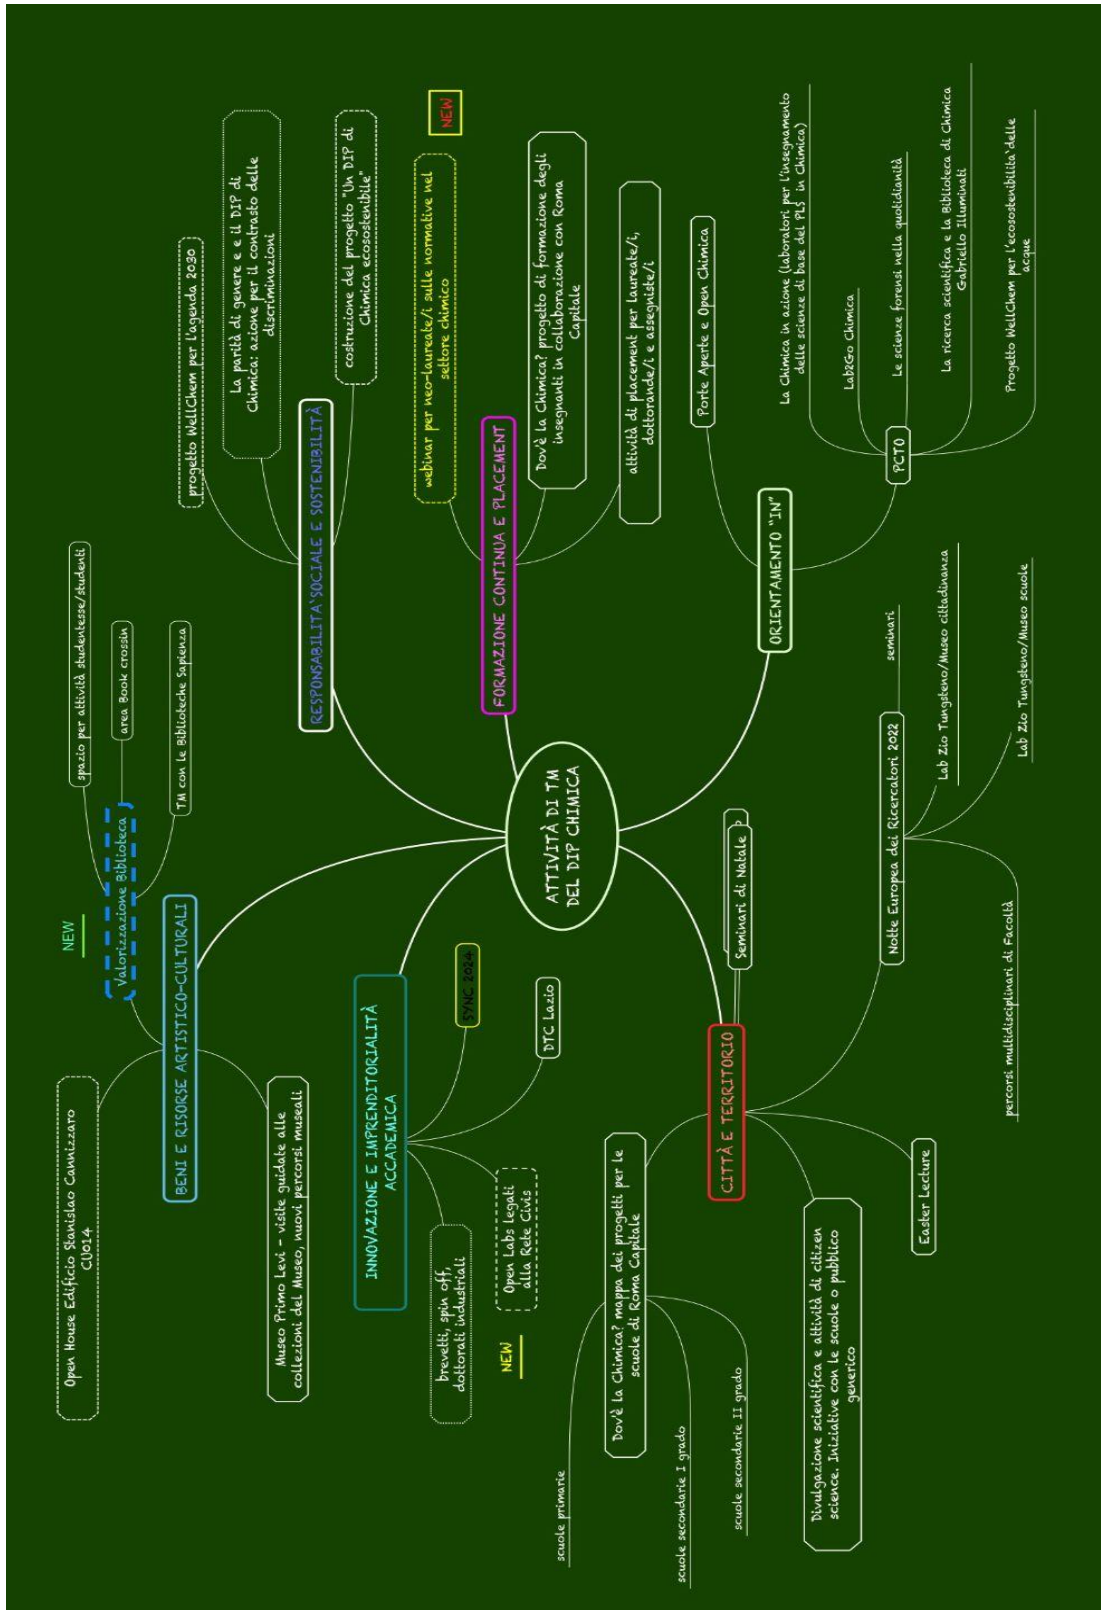 ATTIVITÀ DI TM
DEL DIP CHIMICA
BENI E RISORSE ARTISTICO-CULTURALI
Open House Edificio Stanislao Cannizzaro
CU014
NEW
Valorizzazione Biblioteca
spazio per attività studentesse/studenti
area Book crossin
TM con le Biblioteche Sapienza
Museo Primo Levi - visite guidate alle
collezioni del Museo, nuovi percorsi museali
INNOVAZIONE E IMPRENDITORIALITÀ
ACCADEMICA
brevetti, spin off,
dottorati industriali
NEW
Open Labs legati
alla Rete Civis
DTC Lazio
SYNC 2024
CITTÀ E TERRITORIO
Dov'è la Chimica? mappa dei progetti per le
scuole di Roma Capitale
scuole primarie
scuole secondarie I grado
scuole secondarie II grado
Divulgazione scientifica e attività di citizen
science. Iniziative con le scuole o pubblico
generico
Easter Lecture
Notte Europea dei Ricercatori 2022
seminari
Lab Zio Tungsteno/Museo cittadinanza
Lab Zio Tungsteno/Museo scuole
percorsi multidisciplinari di Facoltà
Seminari di Natale
RESPONSABILITA' SOCIALE E SOSTENIBILITÀ
progetto WellChem per l'agenda 2030
La parità di genere e il DIP di
Chimica: azione per il contrasto delle
discriminazioni
costruzione del progetto "Un DIP di
Chimica ecosostenibile"
FORMAZIONE CONTINUA E PLACEMENT
NEW
webinar per neo-laureate/i sulle normative nel
settore chimico
Dov'è la Chimica? progetto di formazione degli
insegnanti in collaborazione con Roma
Capitale
attività di placement per laureate/i,
dottorande/i e assegniste/i
ORIENTAMENTO "IN"
Porte Aperte e Open Chimica
PCTO
La Chimica in azione (laboratori per l'insegnamento
delle scienze di base del PLS in Chimica)
Lab2Go Chimica
Le scienze forensi nella quotidianità
La ricerca scientifica e la Biblioteca di Chimica
Gabriello Illuminati
Progetto WellChem per l'ecosostenibilita' delle
acque